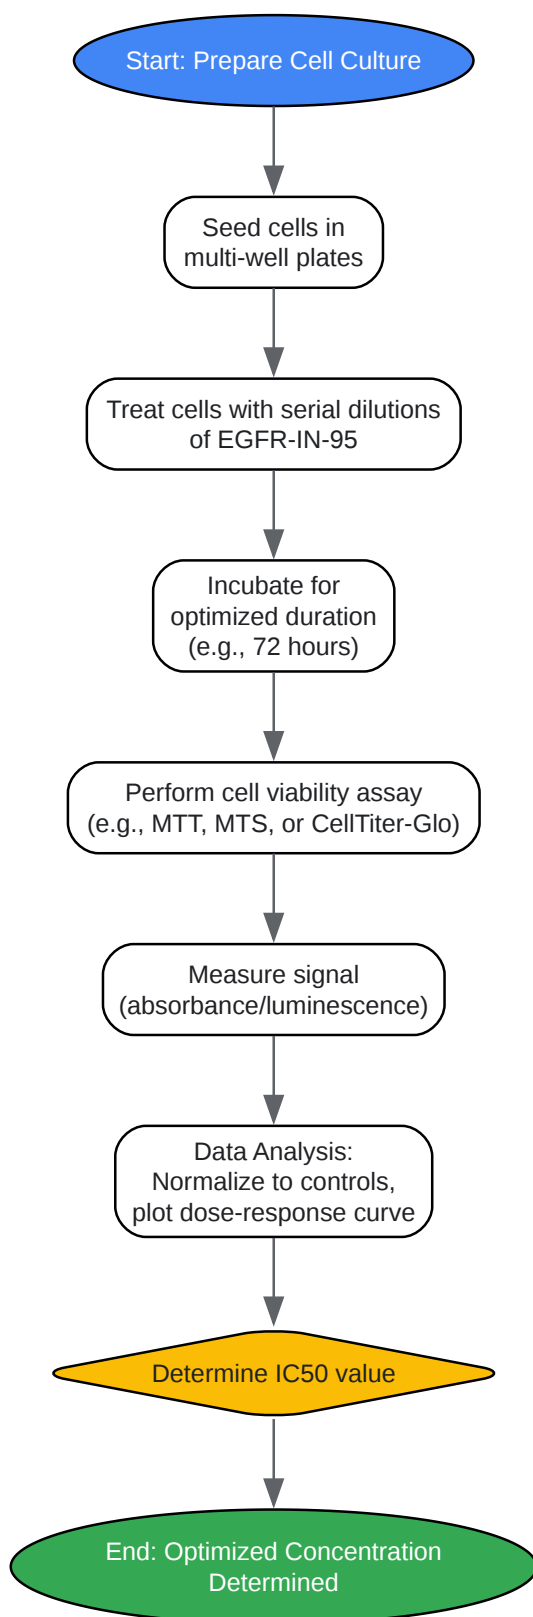 Start: Prepare Cell Culture
Seed cells in
multi-well plates
Treat cells with serial dilutions
of EGFR-IN-95
Incubate for
optimized duration
(e.g., 72 hours)
Perform cell viability assay
(e.g., MTT, MTS, or CellTiter-Glo)
Measure signal
(absorbance/luminescence)
Data Analysis:
Normalize to controls,
plot dose-response curve
Determine IC50 value
End: Optimized Concentration
Determined